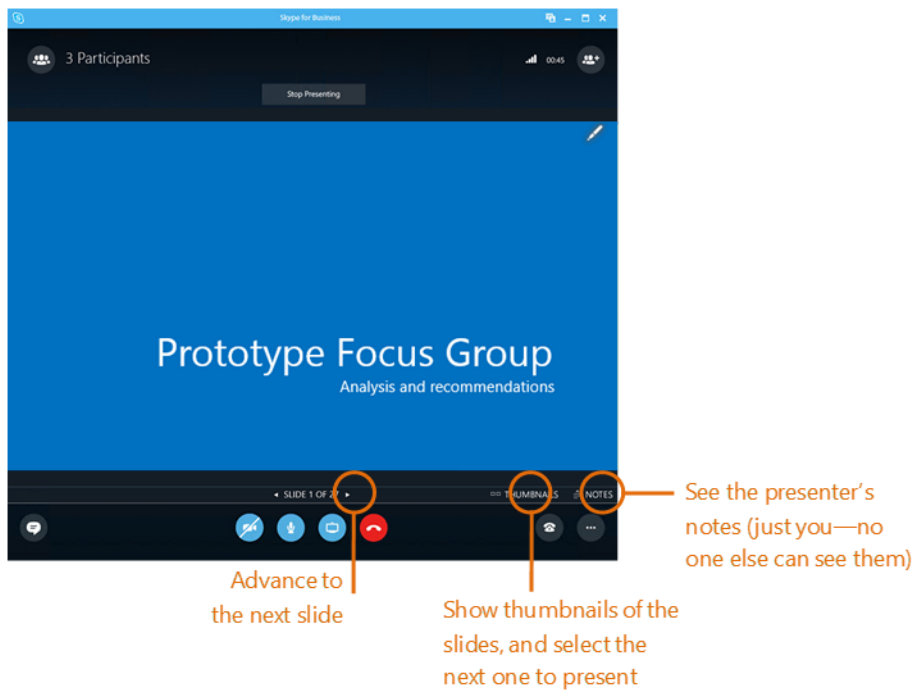 Skype for Business
3 Participants
00:45
Stop Presenting
Prototype Focus Group
Analysis and recommendations
SLIDE 1 OF 27
THUMBNAILS
NOTES
See the presenter's
notes (just you—no
one else can see them)
Advance to
the next slide
Show thumbnails of the
slides, and select the
next one to present